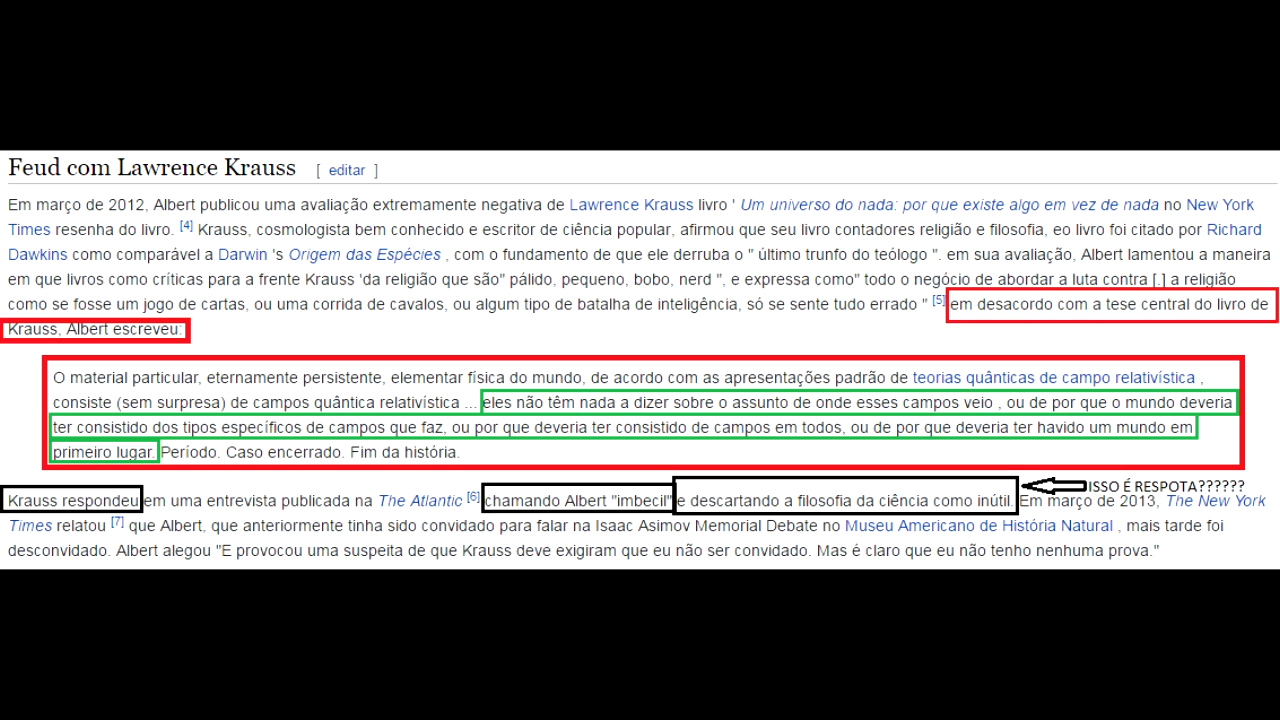 Feud com Lawrence Krauss [ editar ]
Em março de 2012, Albert publicou uma avaliação extremamente negativa de Lawrence Krauss livro ' Um universo do nada: por que existe algo em vez de nada no New York
Times resenha do livro. [4] Krauss, cosmologista bem conhecido e escritor de ciência popular, afirmou que seu livro contadores religião e filosofia, eo livro foi citado por Richard
Dawkins como comparável a Darwin 's Origem das Espécies , com o fundamento de que ele derruba o " último trunfo do teólogo ". em sua avaliação, Albert lamentou a maneira
em que livros como críticas para a frente Krauss 'da religião que são" pálido, pequeno, bobo, nerd ", e expressa como" todo o negócio de abordar a luta contra [.] a religião
como se fosse um jogo de cartas, ou uma corrida de cavalos, ou algum tipo de batalha de inteligência, só se sente tudo errado " [5] em desacordo com a tese central do livro de
Krauss, Albert escreveu:
O material particular, eternamente persistente, elementar física do mundo, de acordo com as apresentações padrão de teorias quânticas de campo relativística ,
consiste (sem surpresa) de campos quântica relativística ... eles não têm nada a dizer sobre o assunto de onde esses campos veio , ou de por que o mundo deveria
ter consistido dos tipos específicos de campos que faz, ou por que deveria ter consistido de campos em todos, ou de por que deveria ter havido um mundo em
primeiro lugar. Período. Caso encerrado. Fim da história.
Krauss respondeu em uma entrevista publicada na The Atlantic [6] chamando Albert "imbecil" e descartando a filosofia da ciência como inútil. Em março de 2013, The New York
ISSO É RESPOTA??????
Times relatou [7] que Albert, que anteriormente tinha sido convidado para falar na Isaac Asimov Memorial Debate no Museu Americano de História Natural , mais tarde foi
desconvidado. Albert alegou "E provocou uma suspeita de que Krauss deve exigiram que eu não ser convidado. Mas é claro que eu não tenho nenhuma prova."